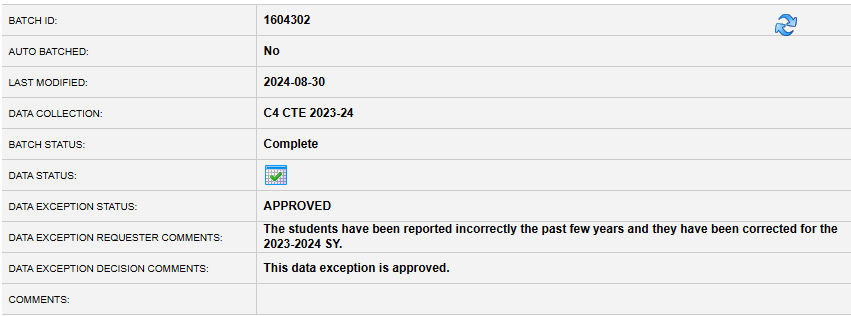 BATCH ID: 1604302
AUTO BATCHED: No
LAST MODIFIED: 2024-08-30
DATA COLLECTION: C4 CTE 2023-24
BATCH STATUS: Complete
DATA STATUS:
DATA EXCEPTION STATUS: APPROVED
DATA EXCEPTION REQUESTER COMMENTS: The students have been reported incorrectly the past few years and they have been corrected for the
2023-2024 SY.
DATA EXCEPTION DECISION COMMENTS: This data exception is approved.
COMMENTS: